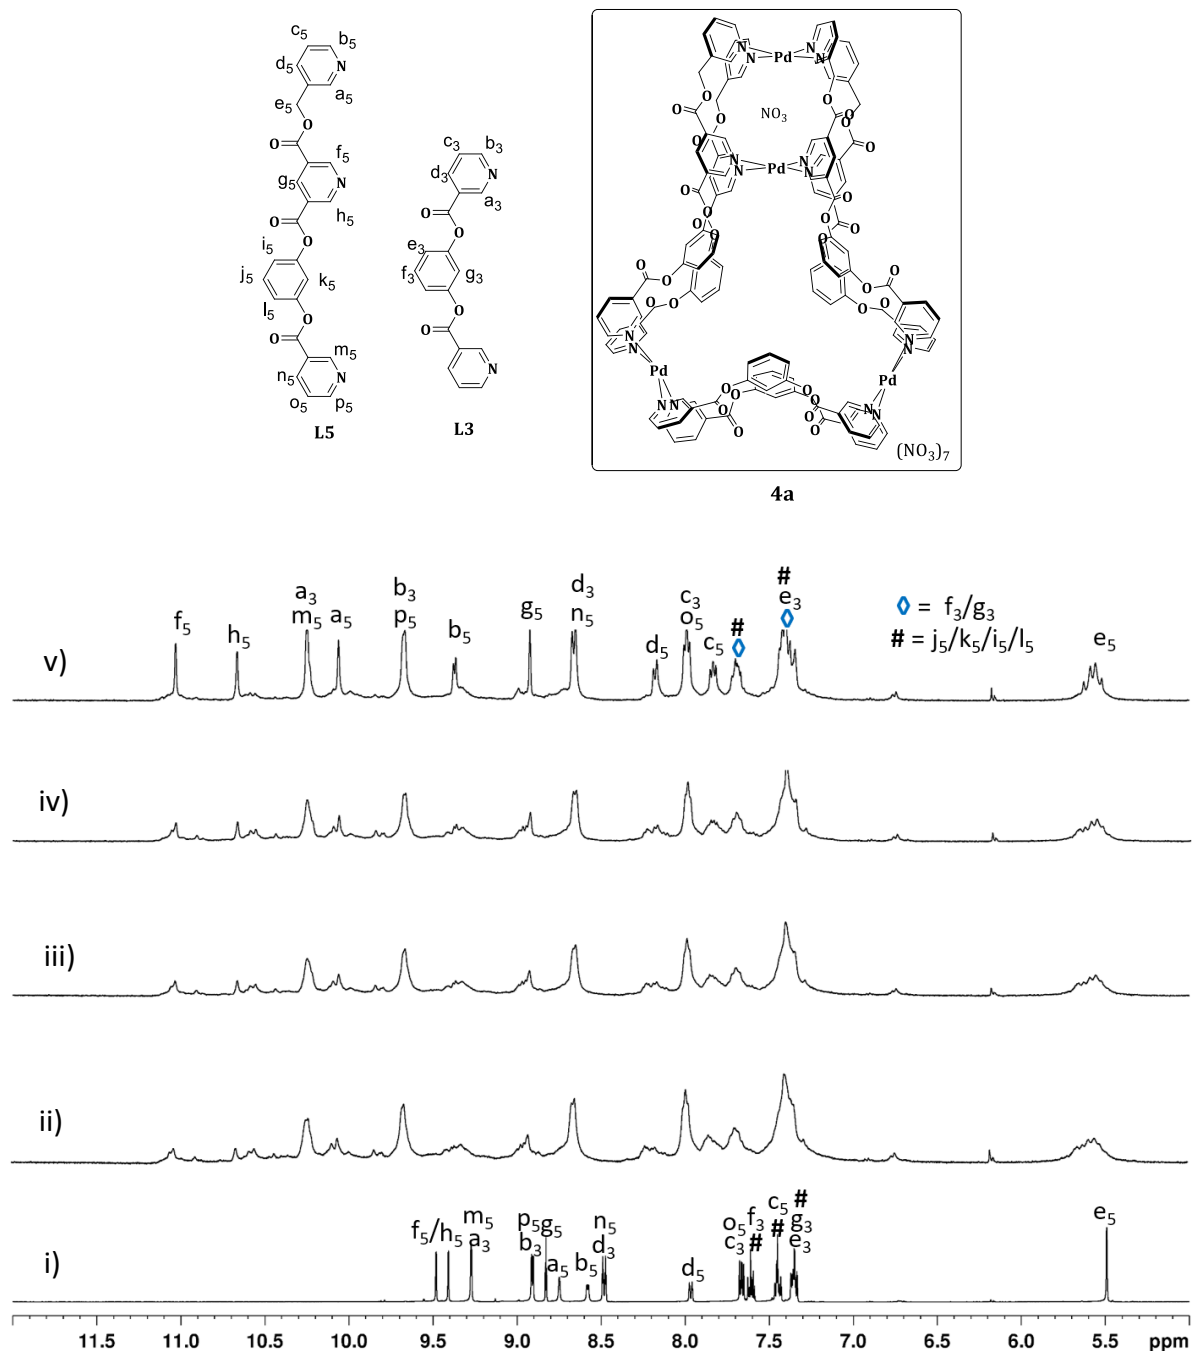 c5 b5
d5 N
a5
e5
O
O
f5
g5 N
O h5
O
i5
j5 k5
l5
O
O
m5
n5 N
o5 p5
L5
c3 b3
d3 N
a3
O
O
e3
f3 g3
O
O
N
L3
N Pd N
N N
O O O
O O O
NO3
O O O
N Pd N
N N
O O O
O O O
O O
O O
O O O O
N N
N N
Pd Pd
N N N N
O O O O
O O O O
(NO3)7
4a
v)
f5
h5
a3
m5
a5
b3
p5
b5
g5
d3
n5
d5
c3
o5
c5
#
#
e3
◊ = f3/g3
# = j5/k5/i5/l5
e5
iv)
iii)
ii)
i)
f5/h5
m5
a3
p5
b3
g5
a5
b5
n5
d3
d5
o5
c3
f3
#
c5
#
#
g3
e3
e5
11.5 11.0 10.5 10.0 9.5 9.0 8.5 8.0 7.5 7.0 6.5 6.0 5.5 ppm